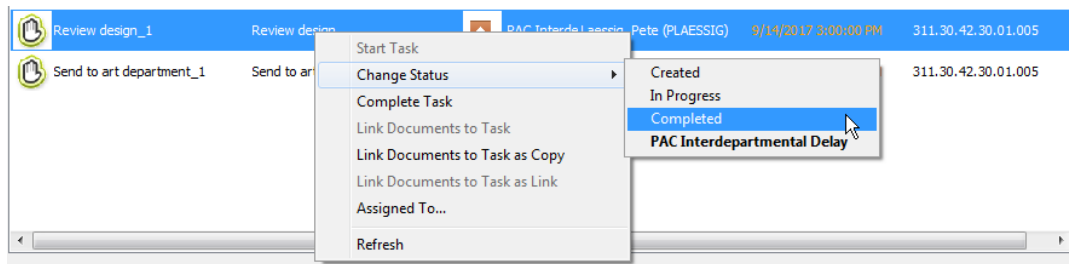 Review design_1 Review design PAC Interde Laessig, Pete (PLAESSIG) 9/14/2017 3:00:00 PM 311.30.42.30.01.005
Send to art department_1 Send to ar 311.30.42.30.01.005
Start Task
Change Status
Complete Task
Link Documents to Task
Link Documents to Task as Copy
Link Documents to Task as Link
Assigned To...
Refresh
Created
In Progress
Completed
PAC Interdepartmental Delay